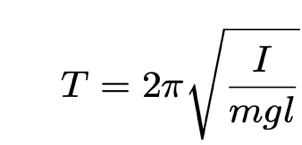 T = 2π√(I/mgl)